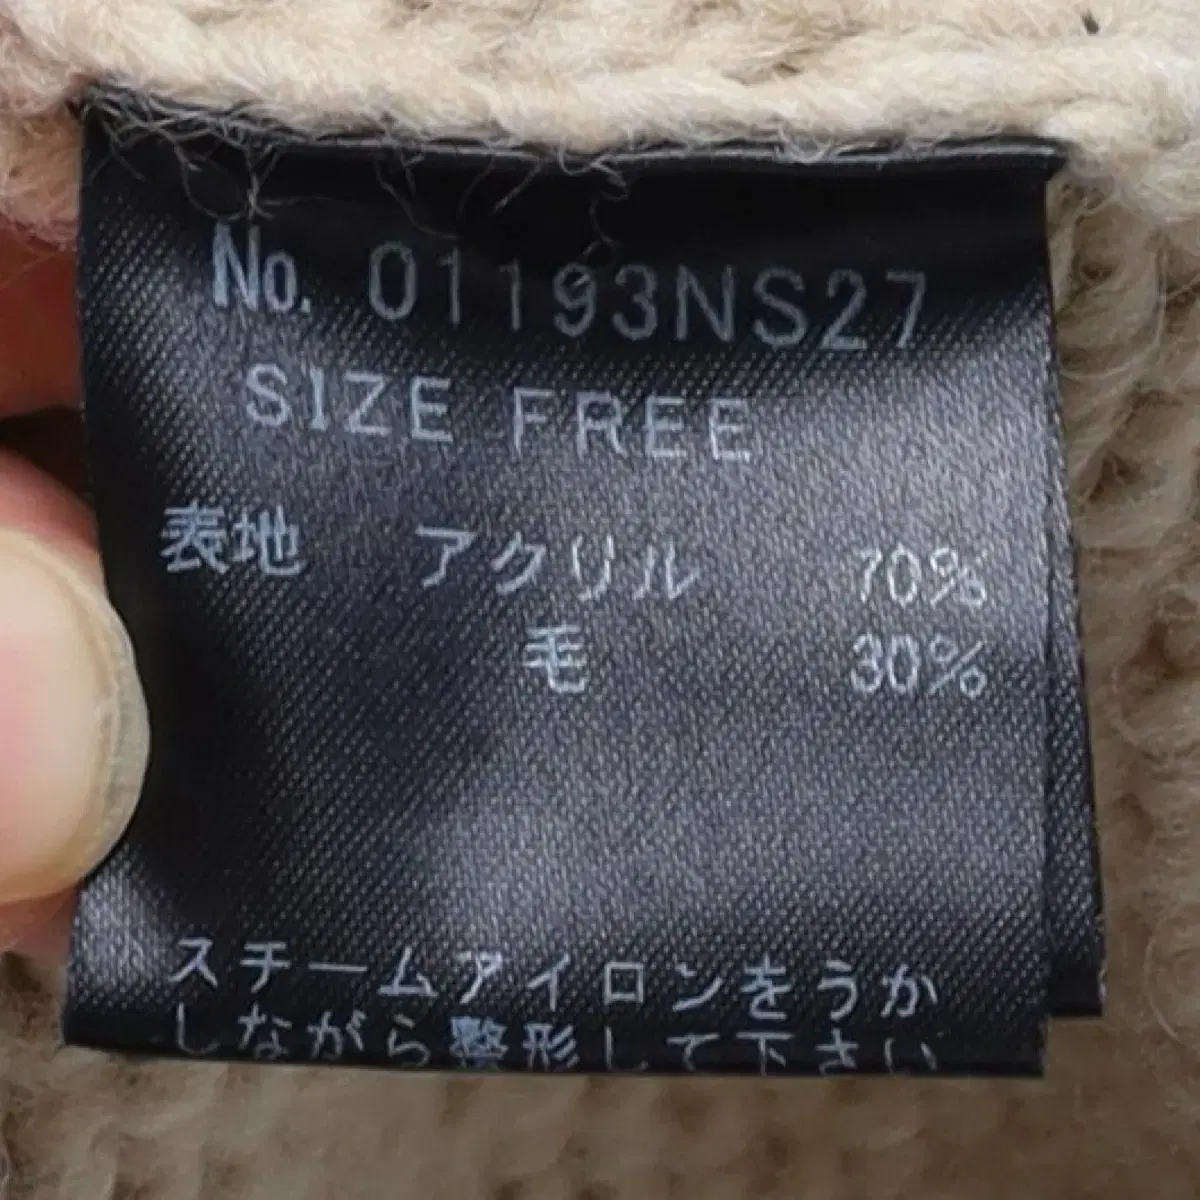 No. 01193NS27
SIZE FREE
表地 アクリル 70%
毛 30%
スチームアイロンをうか
しながら整形して下さい